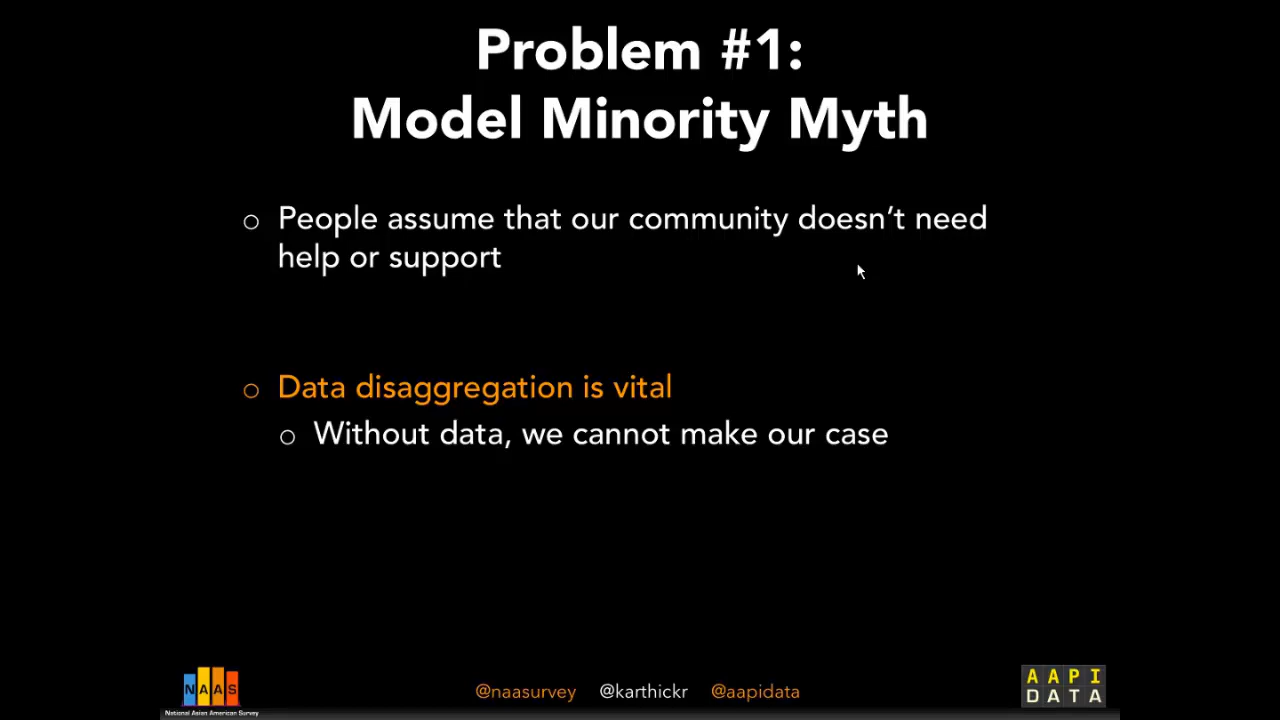 Problem #1:
Model Minority Myth
○ People assume that our community doesn’t need
help or support
○ Data disaggregation is vital
○ Without data, we cannot make our case
NAAS
National Asian American Survey
@naasurvey @karthickr @aapidata
AAPI
DATA